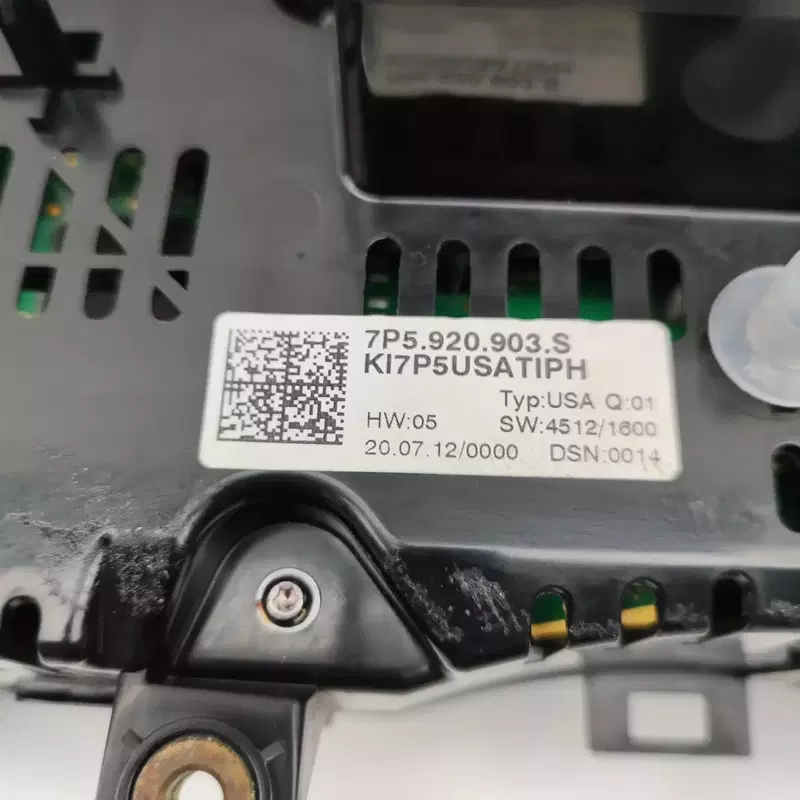 7P5.920.903.S
KI7P5USATIPH
Typ:USA Q:01
HW:05 SW:4512/1600
20.07.12/0000 DSN:0014